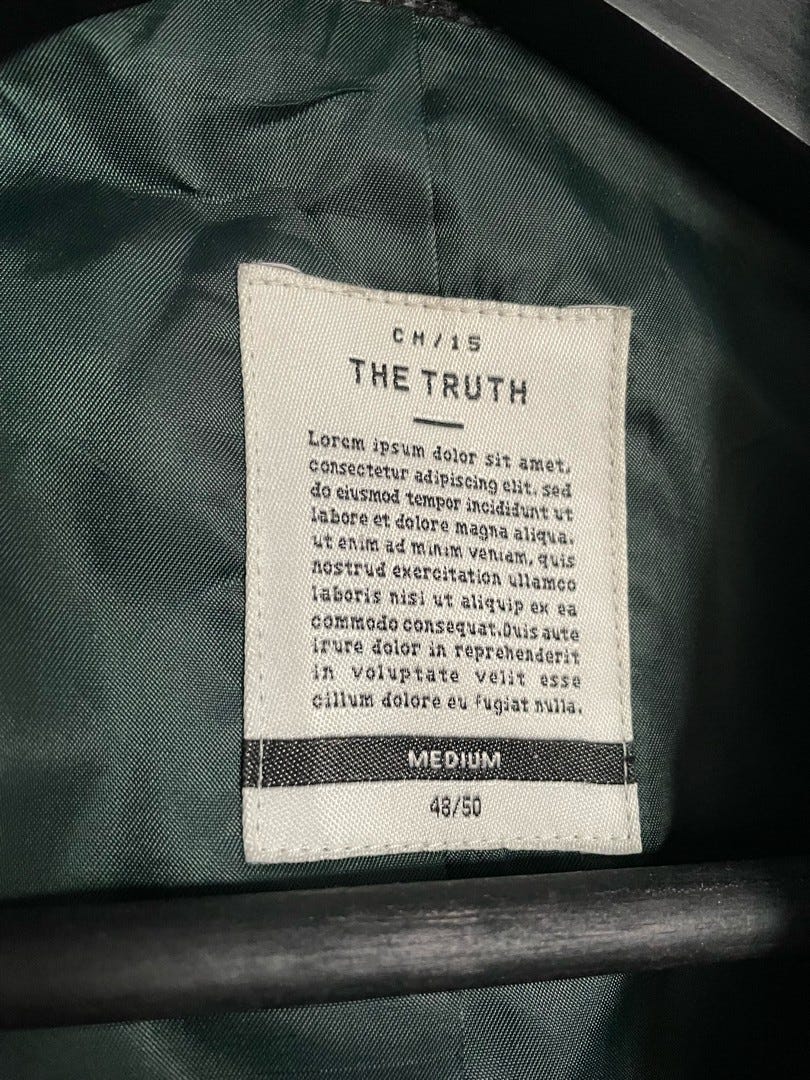 CM/15
THE TRUTH
Lorem ipsum dolor sit amet,
consectetur adipiscing elit, sed
do eiusmod tempor incididunt ut
labore et dolore magna aliqua.
ut enim ad minim veniam, quis
nostrud exercitation ullamco
laboris nisi ut aliquip ex ea
commodo consequat.Duis aute
irure dolor in reprehenderit
in voluptate velit esse
cillum dolore eu fugiat nulla.
MEDIUM
48/50